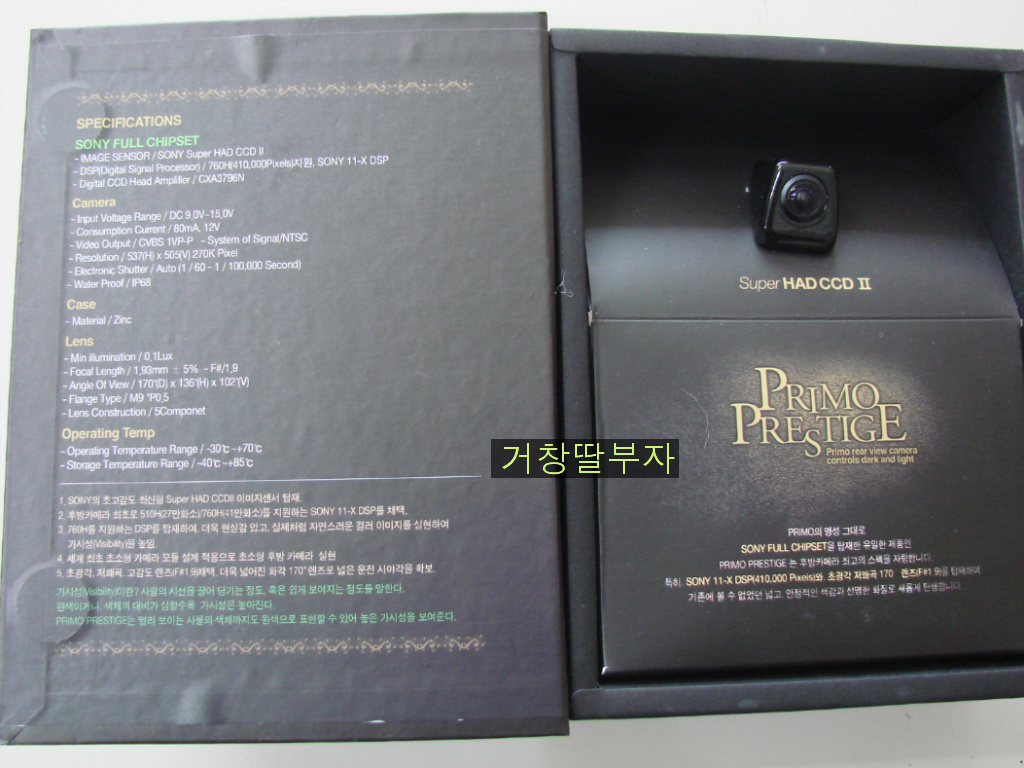 SPECIFICATIONS
SONY FULL CHIPSET
- IMAGE SENSOR / SONY Super HAD CCD II
- DSP(Digital Signal Processor) / 760H(410,000Pixels)지원, SONY 11-X DSP
- Digital CCD Head Amplifier / CXA3796N
Camera
- Input Voltage Range / DC 9,0V~15,0V
- Consumption Current / 80mA, 12V
- Video Output / CVBS 1VP-P - System of Signal/NTSC
- Resolution / 537(H) x 505(V) 270K Pixel
- Electronic Shutter / Auto (1 / 60 - 1 / 100,000 Second)
- Water Proof / IP68
Case
- Material / Zinc
Lens
- Min illumination / 0,1Lux
- Focal Length / 1,93mm ± 5% - F#/1,9
- Angle Of View / 170°(D) x 136°(H) x 102°(V)
- Flange Type / M9 *P0,5
- Lens Construction / 5Componet
Operating Temp
- Operating Temperature Range / -30℃~+70℃
- Storage Temperature Range / -40℃~+85℃
1. SONY의 초고감도 최신형 Super HAD CCDII 이미지센서 탑재.
2. 후방카메라 최초로 510H(27만화소)/760H(41만화소)를 지원하는 SONY 11-X DSP를 채택.
3. 760H를 지원하는 DSP를 탑재하여, 더욱 현실감 있고, 실제처럼 자연스러운 컬러 이미지를 실현하여
가시성(Visibility)을 높임.
4. 세계 최초 초소형 카메라 모듈 설계 적용으로 초소형 후방 카메라 실현
5. 초광각, 저왜곡, 고감도 렌즈(F#1.9)채택, 더욱 넓어진 화각 170° 렌즈로 넓은 운전 시야각을 확보.
가시성(Visibility)이란? 사람의 시선을 끌어 당기는 정도, 혹은 쉽게 보여지는 정도를 말한다.
원색이거나, 색체의 대비가 심할수록 가시성은 높아진다.
PRIMO PRESTIGE는 멀리 보이는 사물의 색체까지도 원색으로 표현할 수 있어 높은 가시성을 보여준다.
Super HAD CCD II
PRIMO
PRESTIGE
Primo rear view camera
controls dark and light
거창딸부자
PRIMO의 명성 그대로
SONY FULL CHIPSET을 탑재한 유일한 제품인
PRIMO PRESTIGE 는 후방카메라 최고의 스펙을 자랑합니다.
특히, SONY 11-X DSP(410,000 Pixels)와 초광각 저왜곡 170 렌즈(F#1.9)를 탑재하여
기존에 볼 수 없었던 넓고, 안정적인 색감과 선명한 화질로 새롭게 탄생합니다.